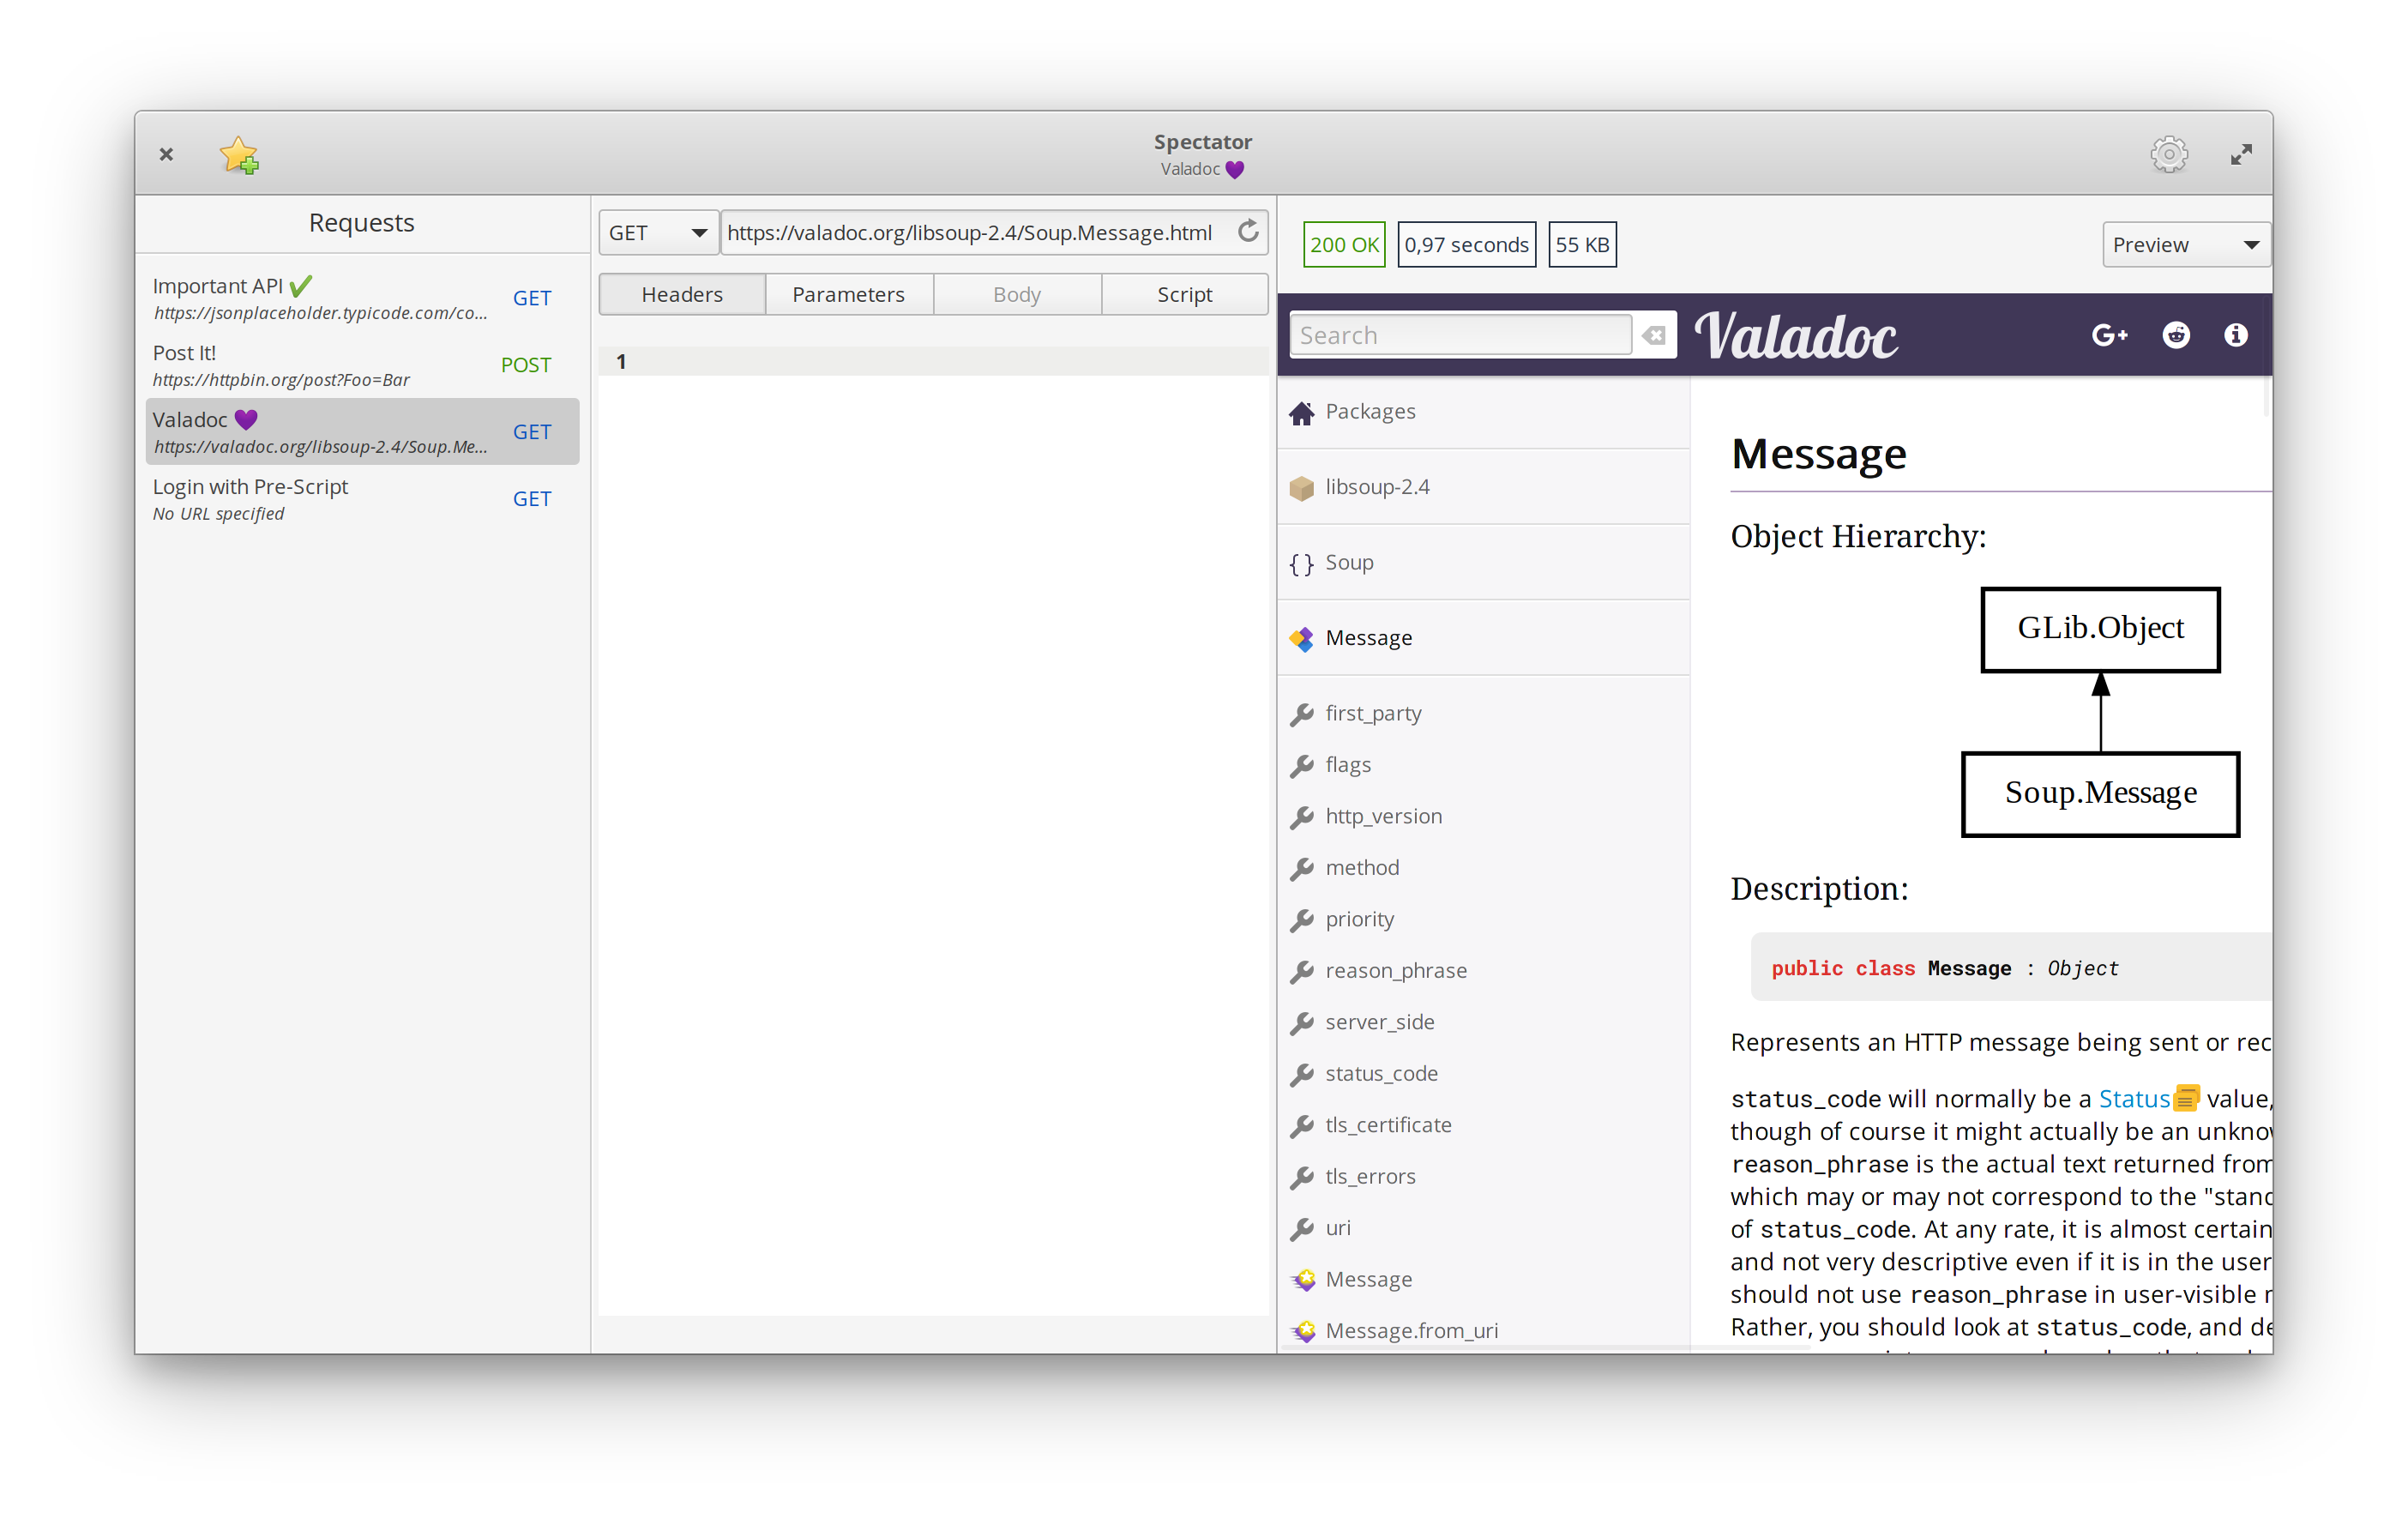 Spectator
Valadoc 💜
Requests
Important API ✔
https://jsonplaceholder.typicode.com/co...
GET
Post It!
https://httpbin.org/post?Foo=Bar
POST
Valadoc 💜
https://valadoc.org/libsoup-2.4/Soup.Me...
GET
Login with Pre-Script
No URL specified
GET
GET
https://valadoc.org/libsoup-2.4/Soup.Message.html
Headers
Parameters
Body
Script
1
200 OK
0,97 seconds
55 KB
Preview
Search
Valadoc
G+
Packages
libsoup-2.4
{} Soup
Message
first_party
flags
http_version
method
priority
reason_phrase
server_side
status_code
tls_certificate
tls_errors
uri
Message
Message.from_uri
Message
Object Hierarchy:
GLib.Object
Soup.Message
Description:
public class Message : Object
Represents an HTTP message being sent or rec
status_code will normally be a Status value,
though of course it might actually be an unkno
reason_phrase is the actual text returned from
which may or may not correspond to the "stand
of status_code. At any rate, it is almost certain
and not very descriptive even if it is in the user
should not use reason_phrase in user-visible
Rather, you should look at status_code, and de